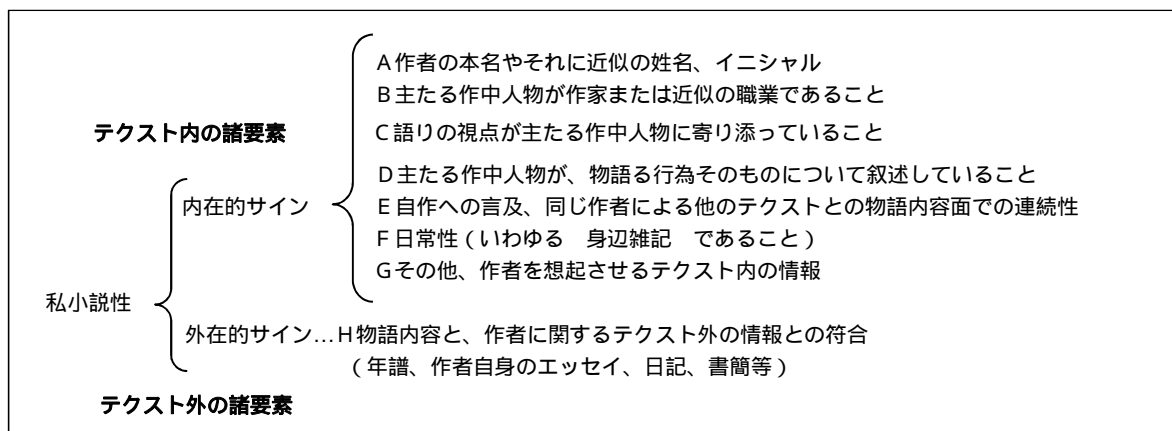 A作者の本名やそれに近似の姓名、イニシャル
B主たる作中人物が作家または近似の職業であること
テクスト内の諸要素
C語りの視点が主たる作中人物に寄り添っていること
D主たる作中人物が、物語る行為そのものについて叙述していること
内在的サイン
E自作への言及、同じ作者による他のテクストとの物語内容面での連続性
F日常性(いわゆる　身辺雑記　であること)
Gその他、作者を想起させるテクスト内の情報
私小説性
外在的サイン…H物語内容と、作者に関するテクスト外の情報との符合
(年譜、作者自身のエッセイ、日記、書簡等)
テクスト外の諸要素